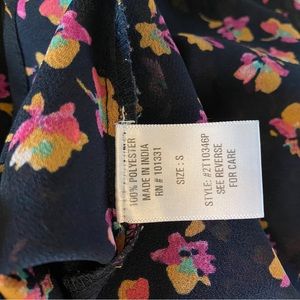 100% POLYESTER
MADE IN INDIA
RN # 101331
SIZE : S
STYLE: #2T10346P
SEE REVERSE
FOR CARE